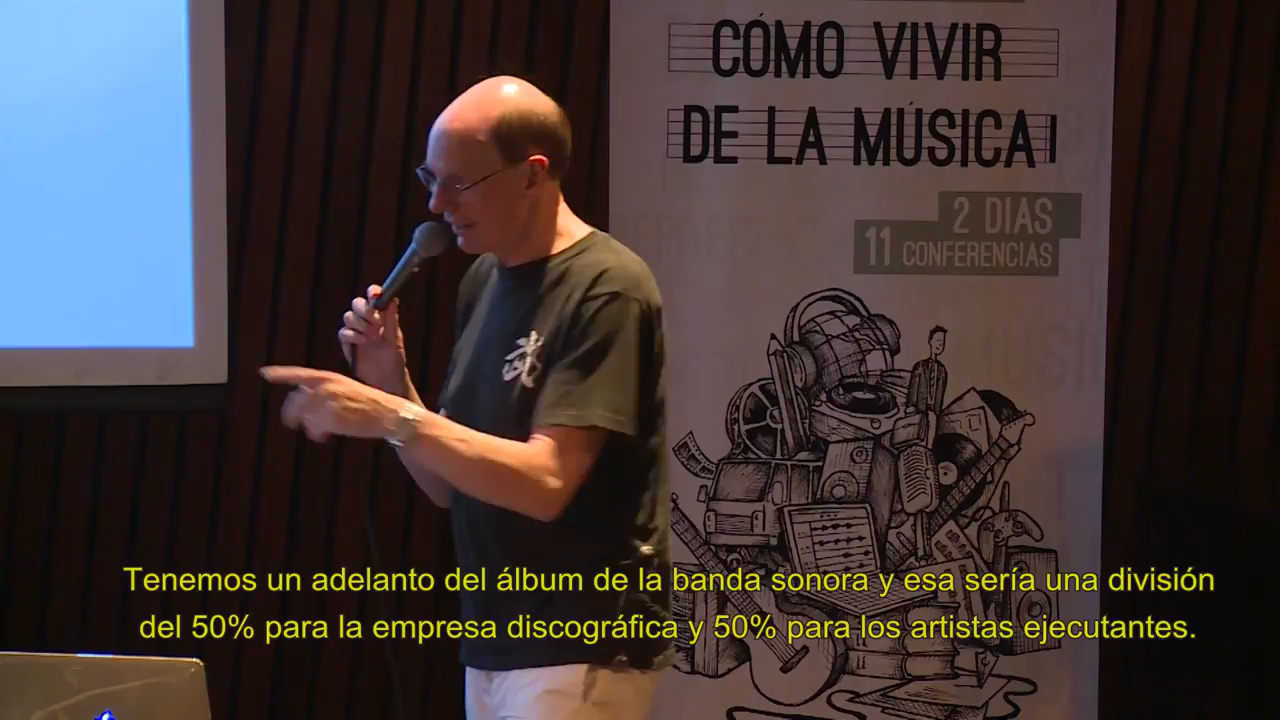 CÓMO VIVIR
DE LA MÚSICA
2 DIAS
11 CONFERENCIAS
Tenemos un adelanto del álbum de la banda sonora y esa sería una división
del 50% para la empresa discográfica y 50% para los artistas ejecutantes.